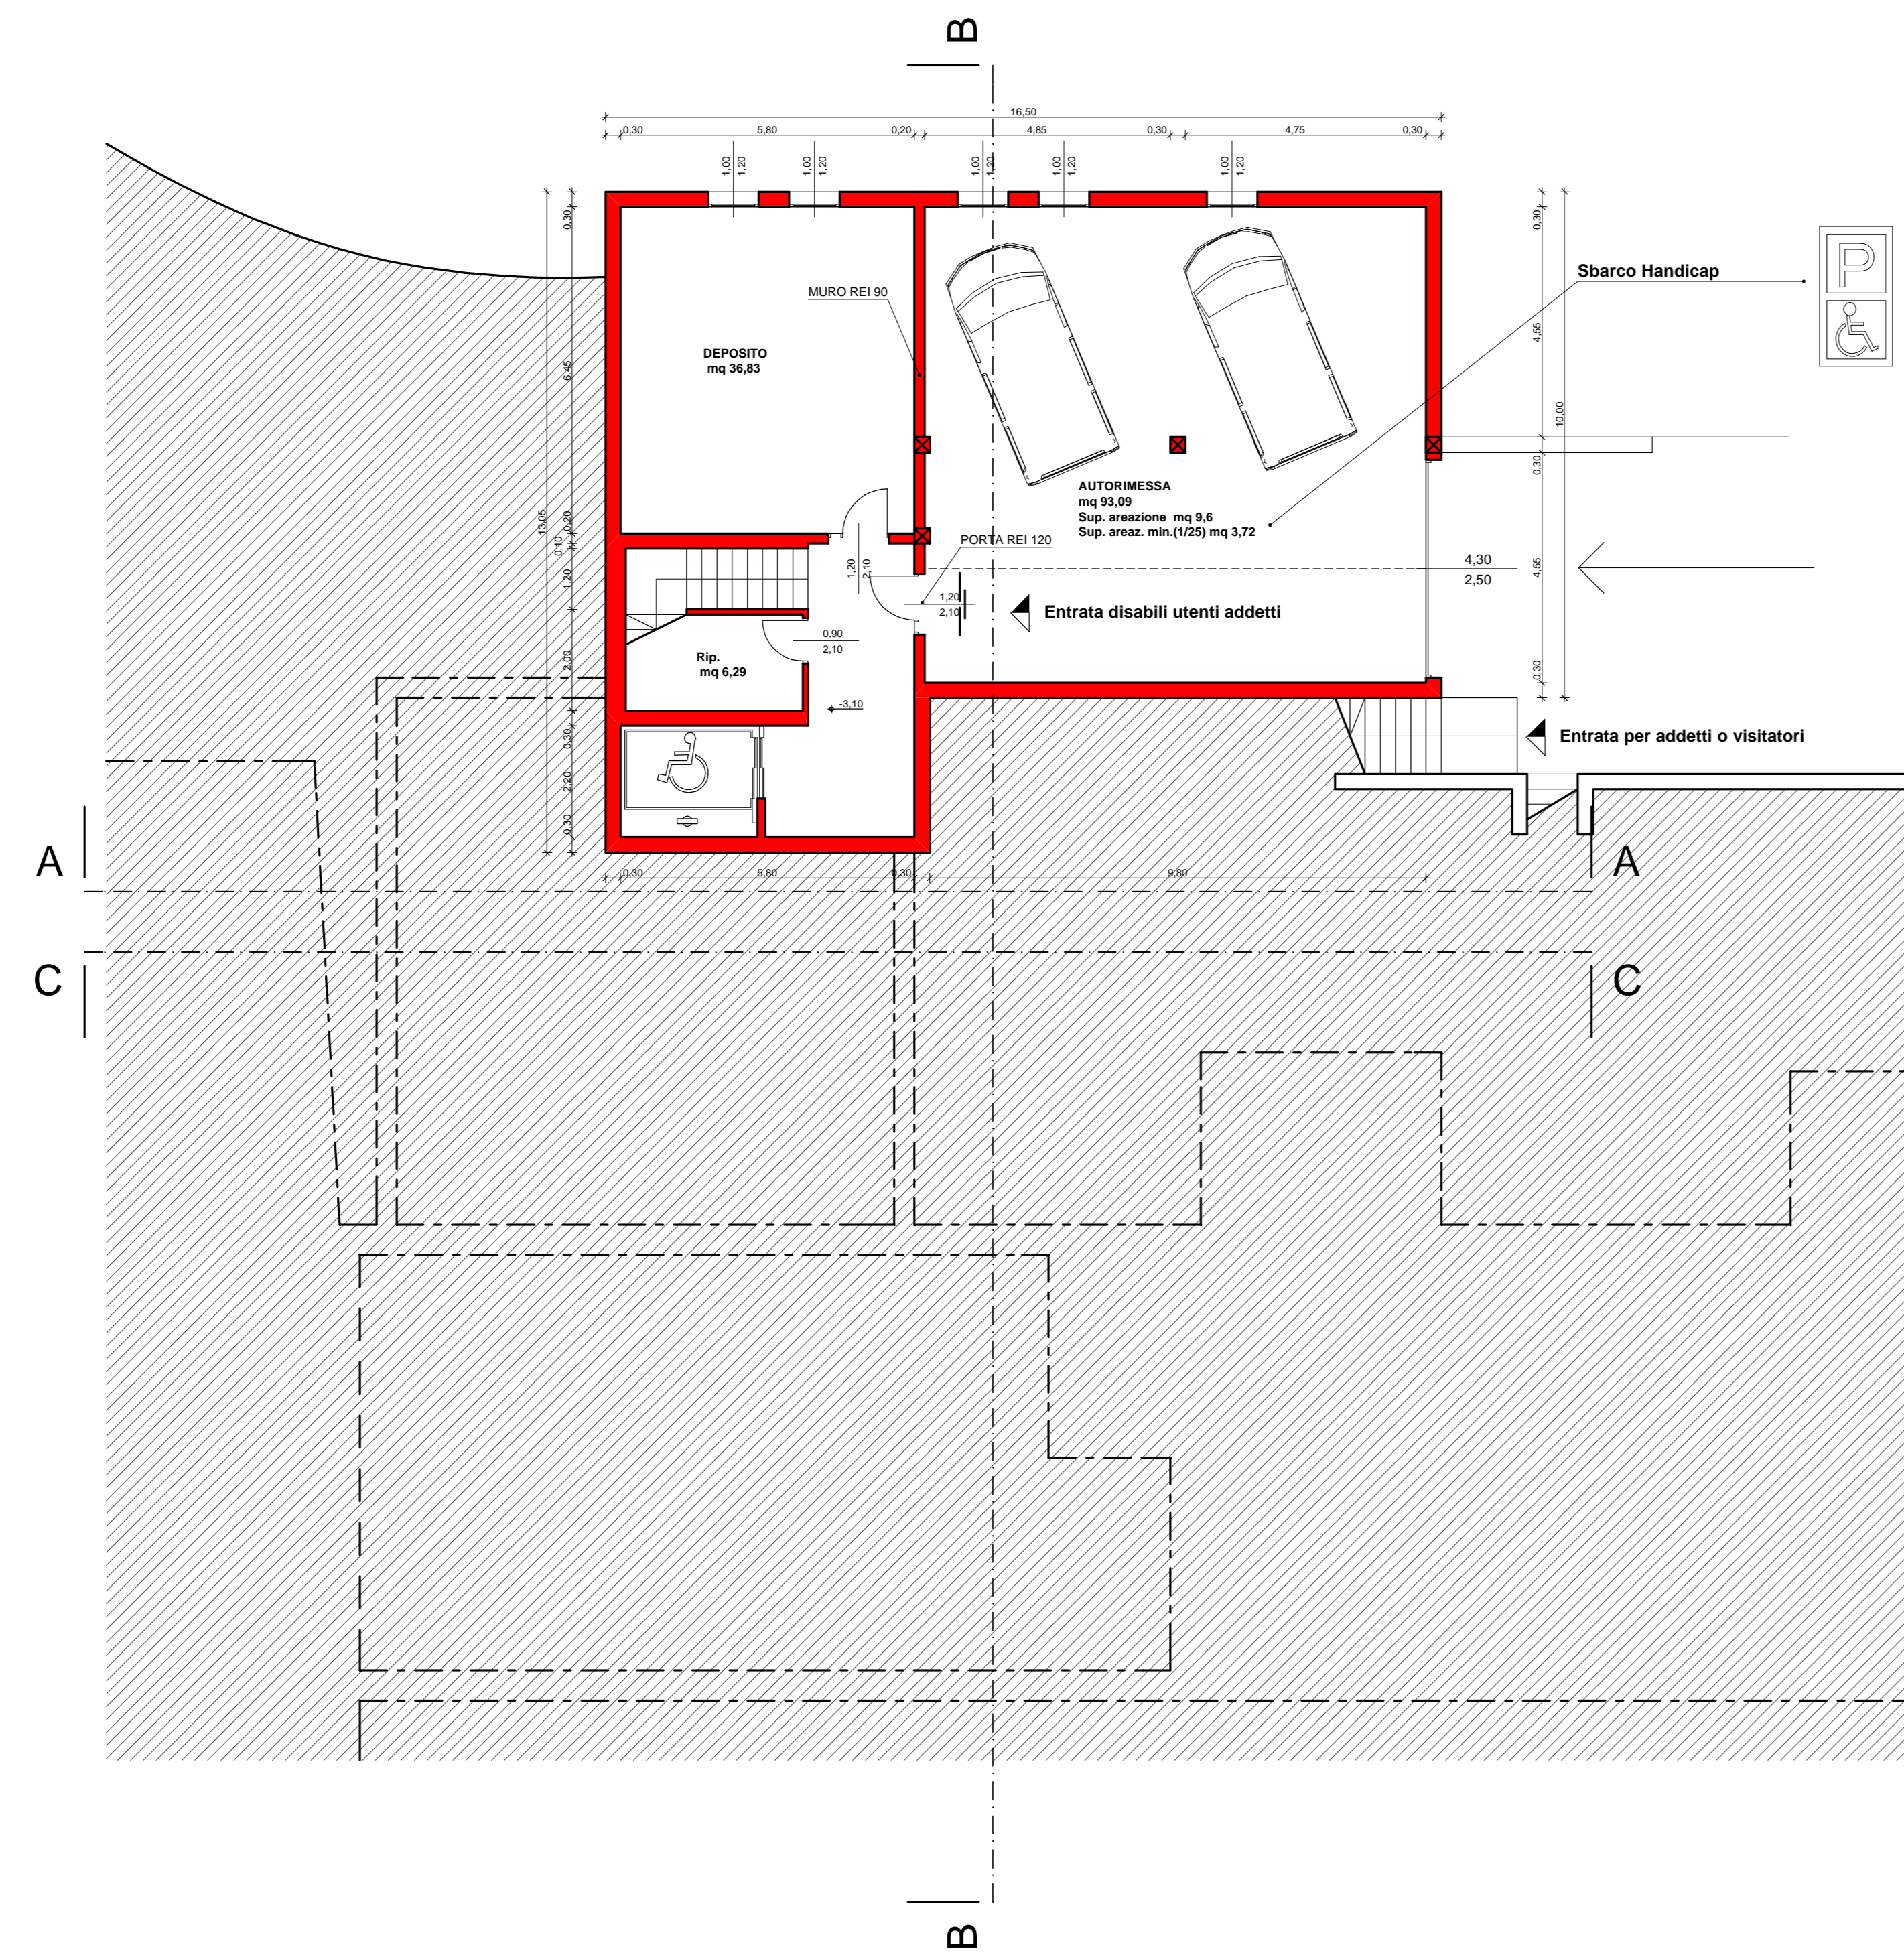 B
16,50
0,30 5,80 0,20 4,85 0,30 4,75 0,30
1,00 1,20 1,00 1,20 1,00 1,20 1,00 1,20 1,00 1,20
13,05
0,30
6,45
0,20
0,10
1,20
2,00
0,30
2,20
0,30
MURO REI 90
DEPOSITO
mq 36,83
AUTORIMESSA
mq 93,09
Sup. areazione mq 9,6
Sup. areaz. min.(1/25) mq 3,72
PORTA REI 120
1,20
2,10
1,20
2,10
Entrata disabili utenti addetti
0,90
2,10
Rip.
mq 6,29
-3,10
4,30
2,50
0,30
4,55
0,30
4,55
0,30
10,00
Sbarco Handicap
P
Entrata per addetti o visitatori
0,30 5,80 0,30 9,80
A A
C C
B